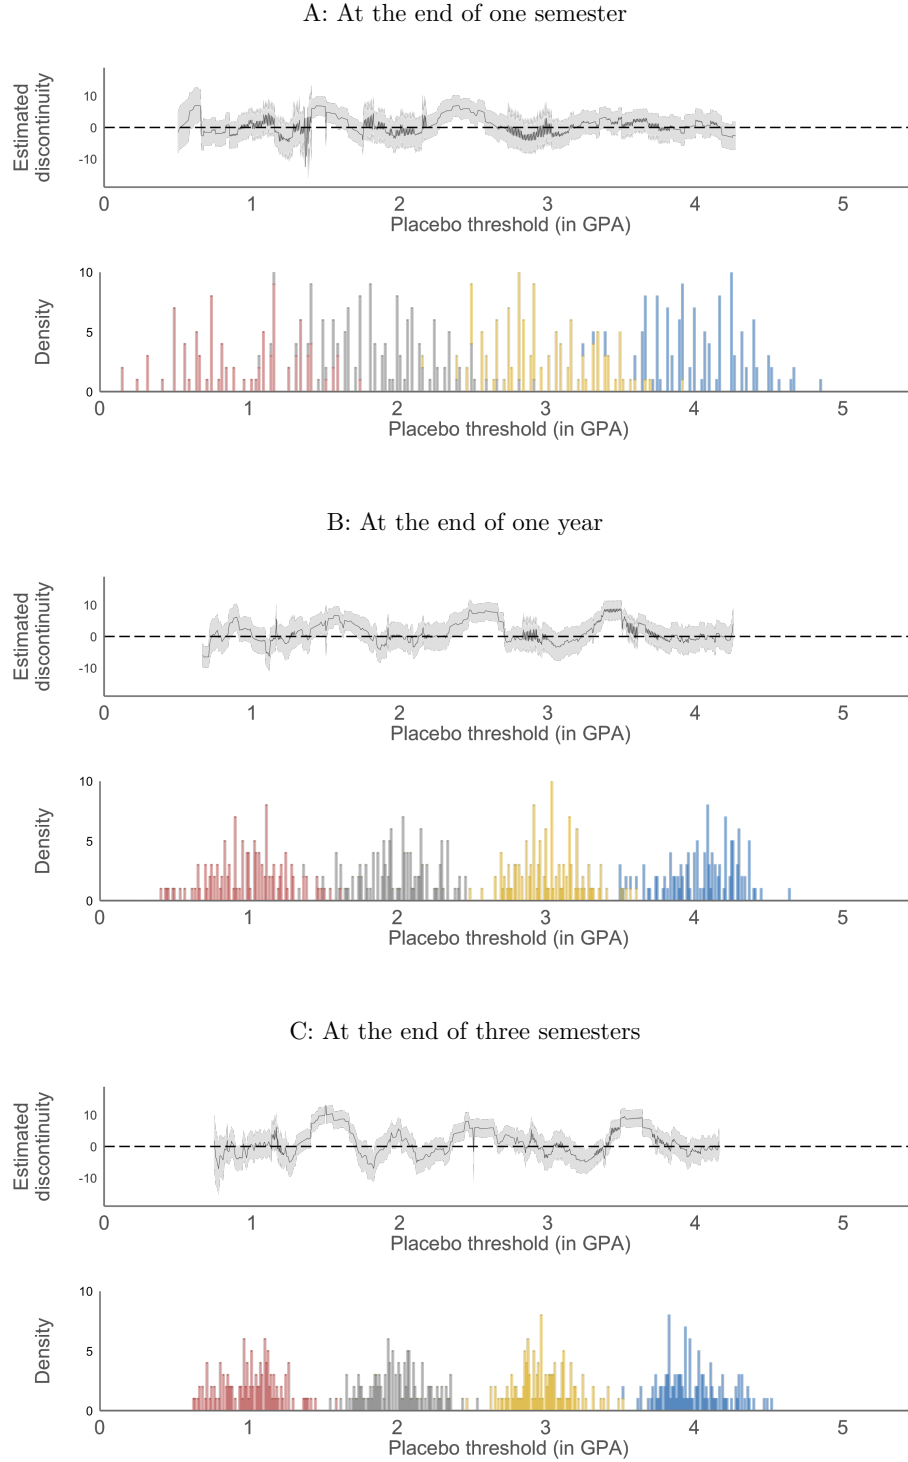 A: At the end of one semester
Estimated
discontinuity
10
0
-10
0 1 2 3 4 5
Placebo threshold (in GPA)
Density
10
5
0
0 1 2 3 4 5
Placebo threshold (in GPA)
B: At the end of one year
Estimated
discontinuity
10
0
-10
0 1 2 3 4 5
Placebo threshold (in GPA)
Density
10
5
0
0 1 2 3 4 5
Placebo threshold (in GPA)
C: At the end of three semesters
Estimated
discontinuity
10
0
-10
0 1 2 3 4 5
Placebo threshold (in GPA)
Density
10
5
0
0 1 2 3 4 5
Placebo threshold (in GPA)